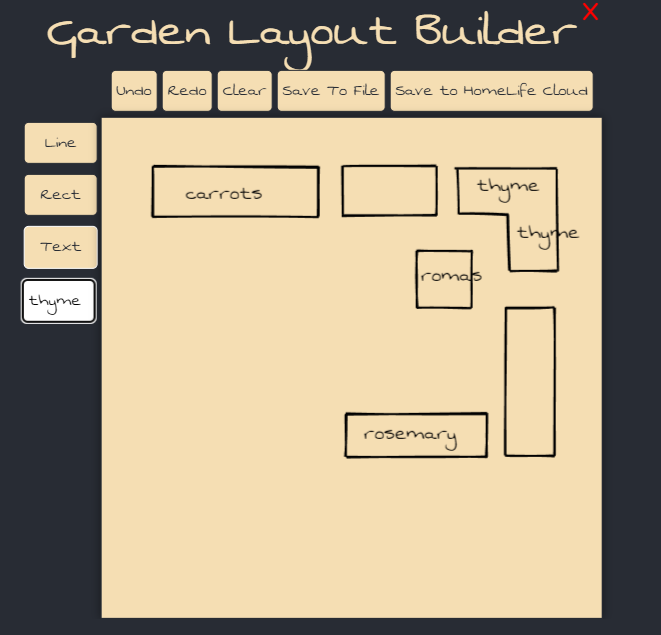 Garden Layout Builder X
Undo Redo Clear Save To File Save to HomeLife Cloud
Line
Rect
Text
thyme
carrots
thyme
thyme
romas
rosemary